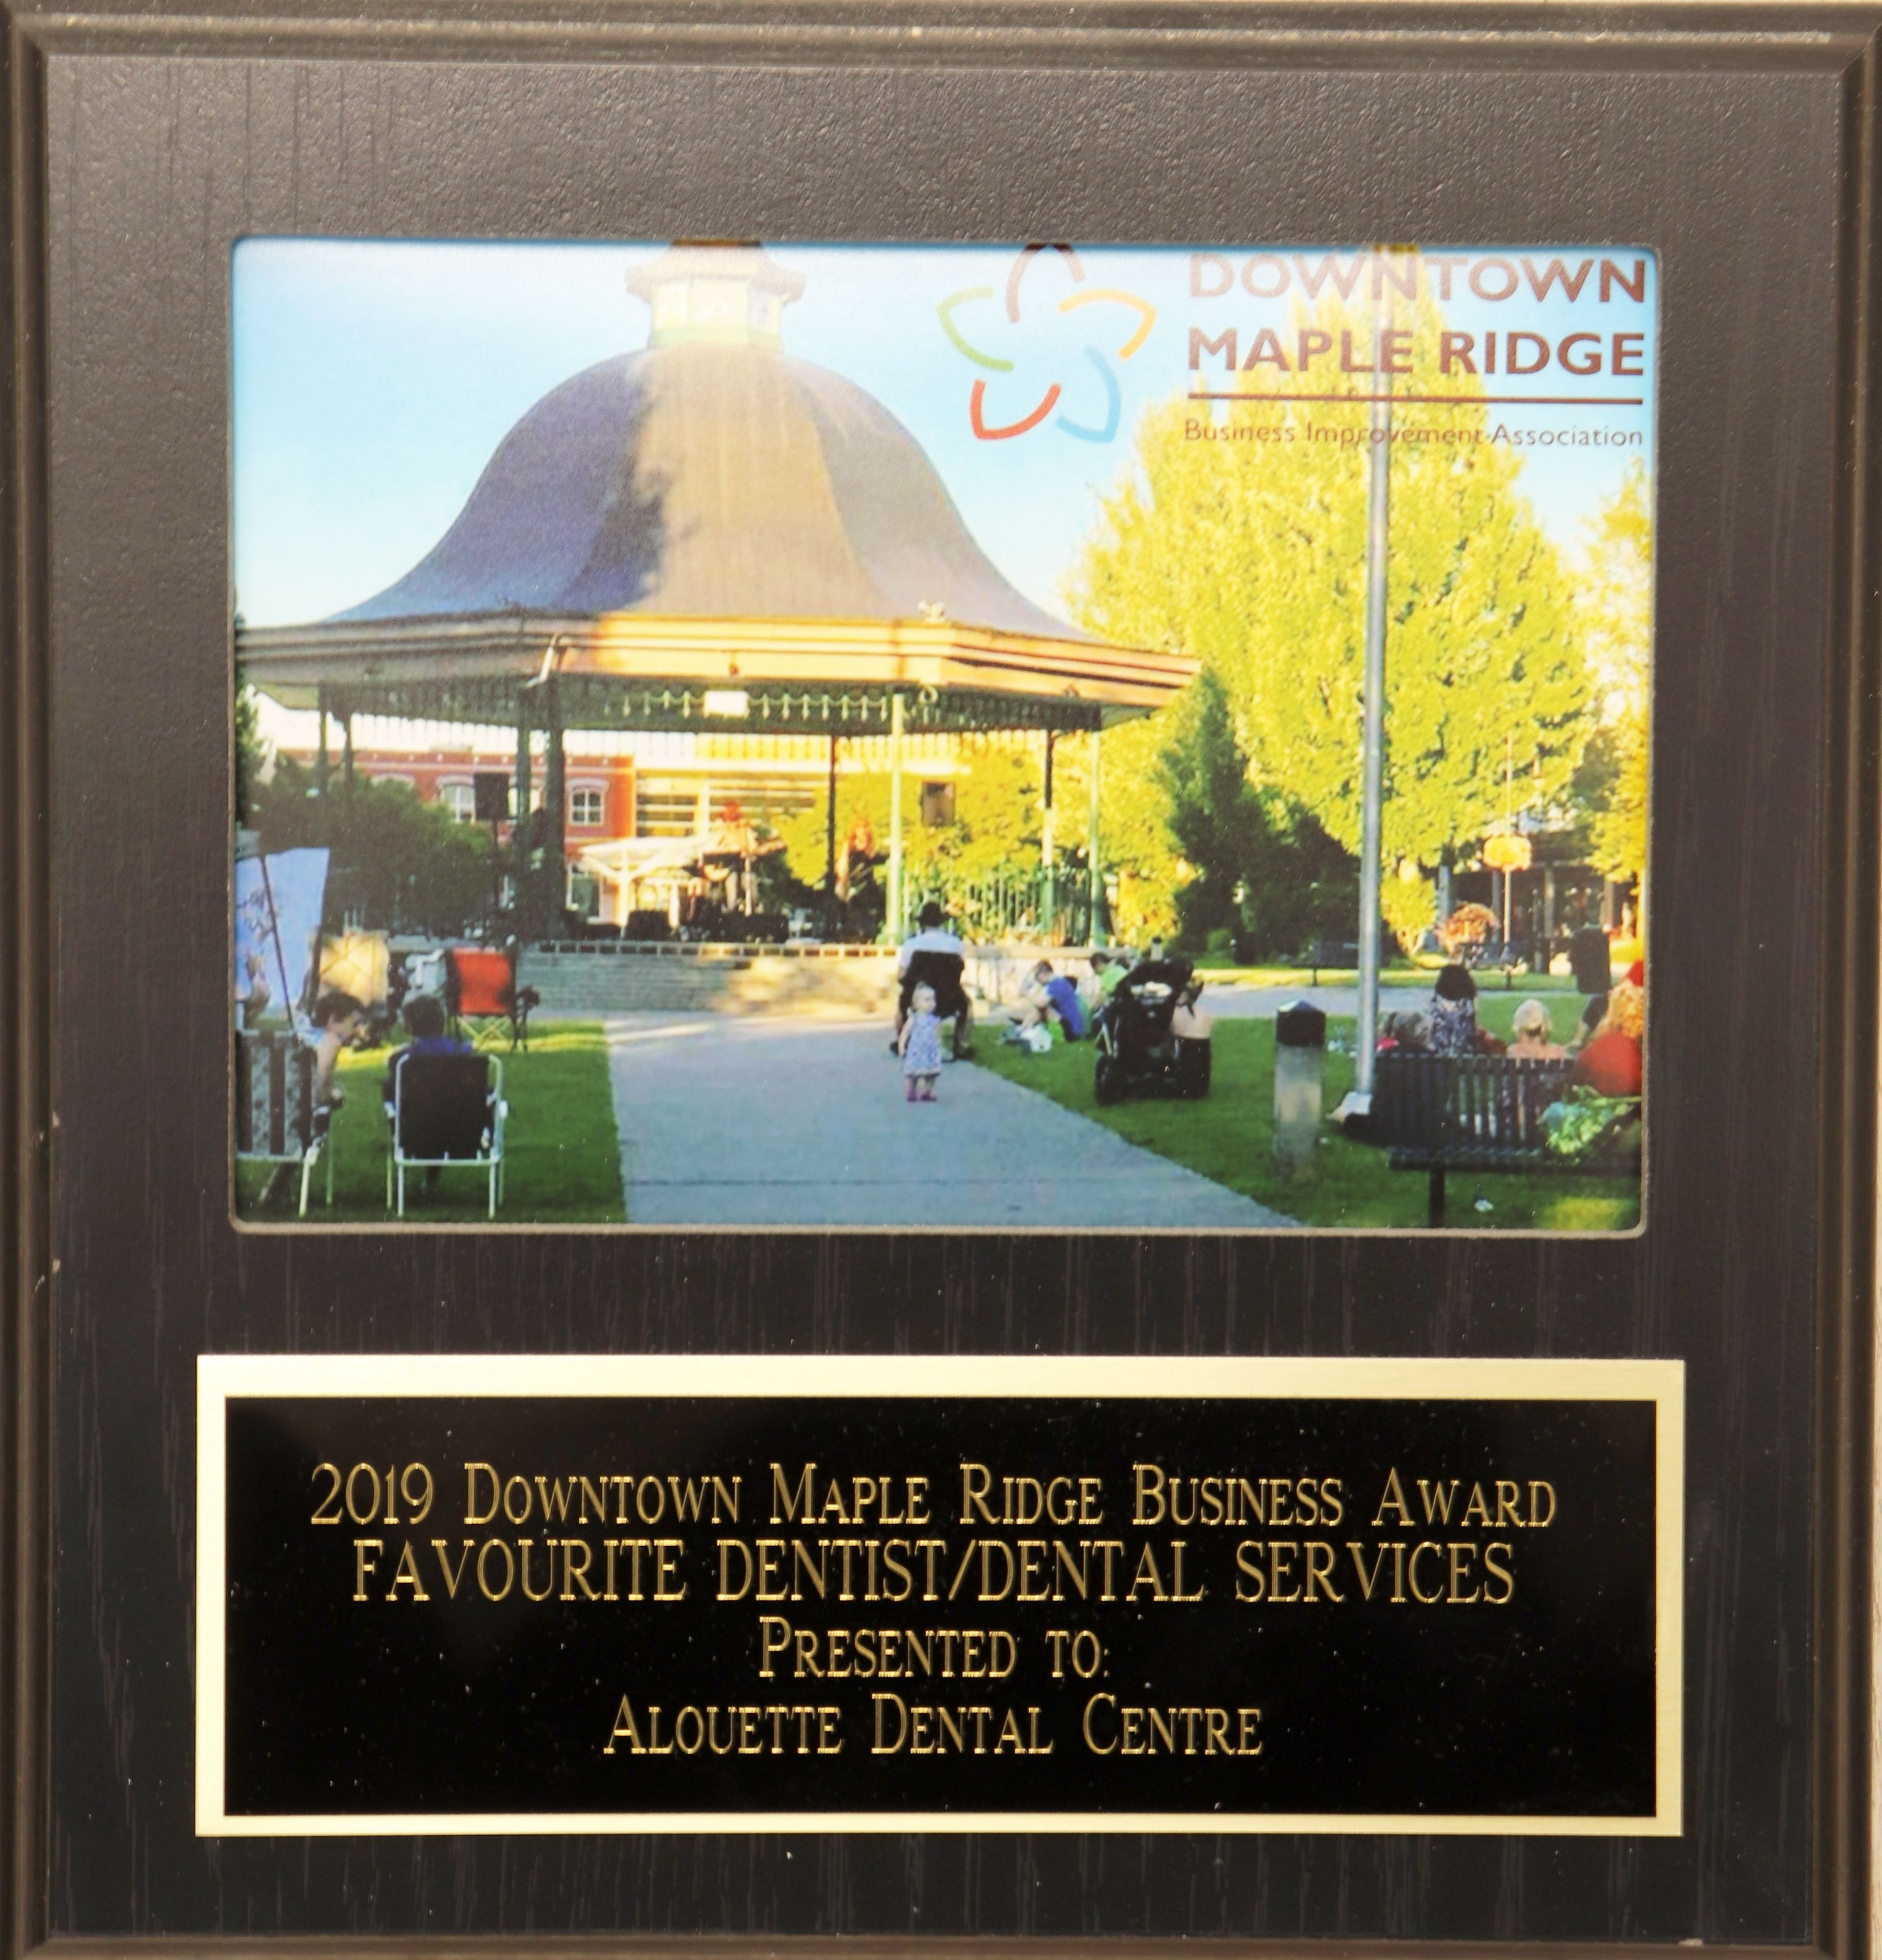 DOWNTOWN
MAPLE RIDGE
Business Improvement Association
2019 Downtown Maple Ridge Business Award
FAVOURITE DENTIST/DENTAL SERVICES
Presented to:
Alouette Dental Centre